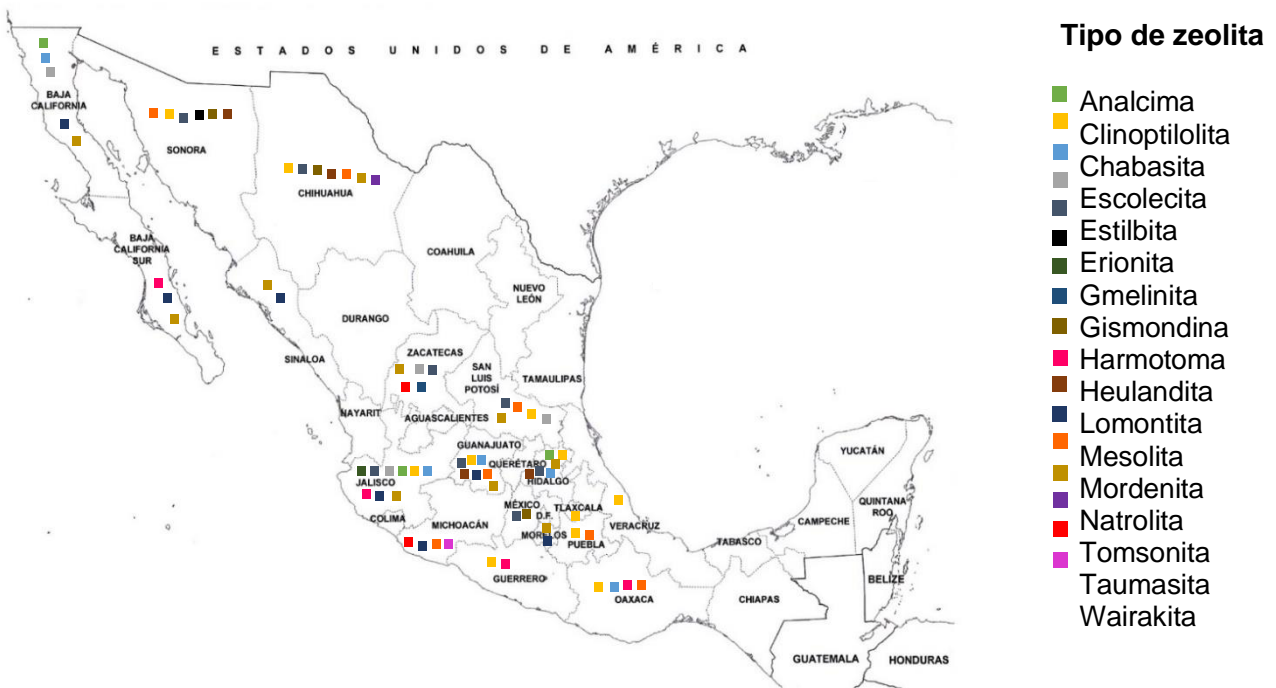 Tipo de zeolita
Analcima
Clinoptilolita
Chabasita
Escolecita
Estilbita
Erionita
Gmelinita
Gismondina
Harmotoma
Heulandita
Lomontita
Mesolita
Mordenita
Natrolita
Tomsonita
Taumasita
Wairakita
ESTADOS UNIDOS DE AMÉRICA
BAJA
CALIFORNIA
SONORA
CHIHUAHUA
COAHUILA
BAJA
CALIFORNIA
SUR
NUEVO
LEÓN
DURANGO
SINALOA
ZACATECAS
SAN
LUIS
POTOSÍ
TAMAULIPAS
NAYARIT
AGUASCALIENTES
GUANAJUATO
QUERÉTARO
HIDALGO
JALISCO
COLIMA
MICHOACÁN
MÉXICO
D.F.
TLAXCALA
MORELOS
PUEBLA
VERACRUZ
GUERRERO
OAXACA
TABASCO
CHIAPAS
CAMPECHE
YUCATÁN
QUINTANA
ROO
BELIZE
GUATEMALA
HONDURAS